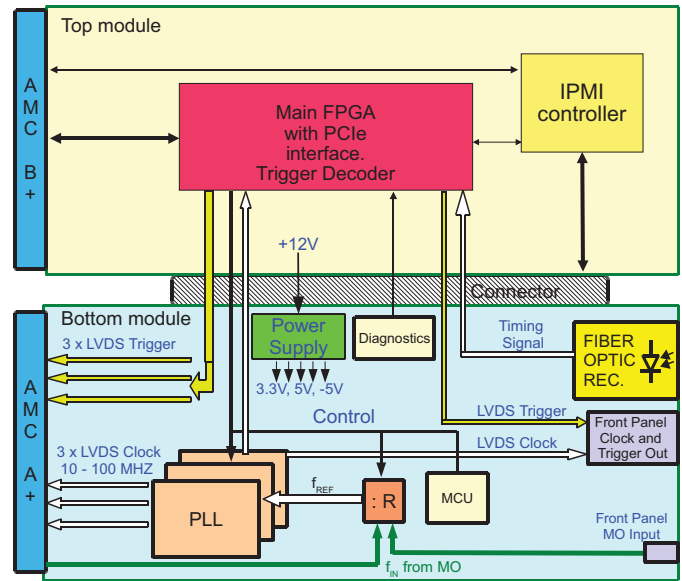 Top module
AMC B+
Main FPGA
with PCIe
interface.
Trigger Decoder
IPMI
controller
+12V
Connector
Bottom module
AMC A+
3 x LVDS Trigger
Power
Supply
3.3V, 5V, -5V
Diagnostics
Timing
Signal
FIBER
OPTIC
REC.
Control
LVDS Trigger
LVDS Clock
Front Panel
Clock and
Trigger Out
3 x LVDS Clock
10 - 100 MHZ
PLL
fREF
: R
MCU
Front Panel
MO Input
fIN from MO